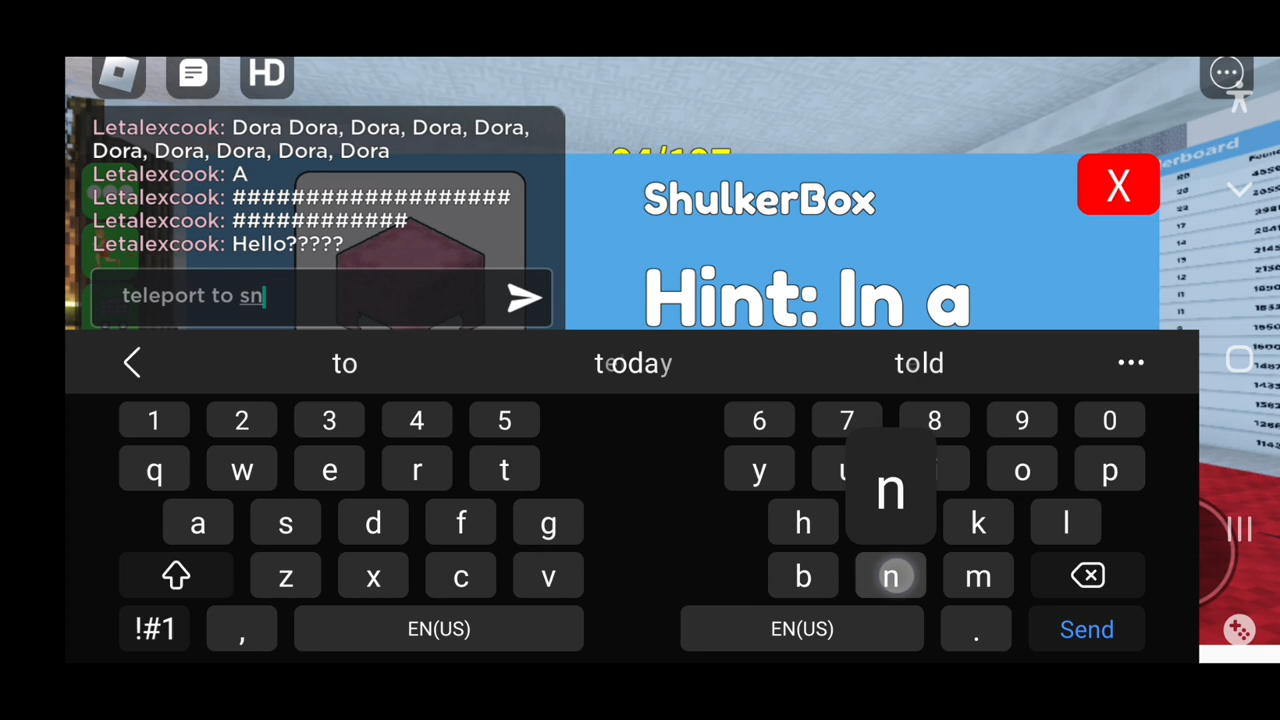 HD
Letalexcook: Dora Dora, Dora, Dora, Dora,
Dora, Dora, Dora, Dora, Dora
Letalexcook: A
Letalexcook: ###################
Letalexcook: ############
Letalexcook: Hello?????
teleport to sn
ShulkerBox
X
Hint: In a
to
today
told
1 2 3 4 5 6 7 8 9 0
q w e r t y u i o p
a s d f g h k l
z x c v b n m
n
!#1 , EN(US) EN(US) . Send